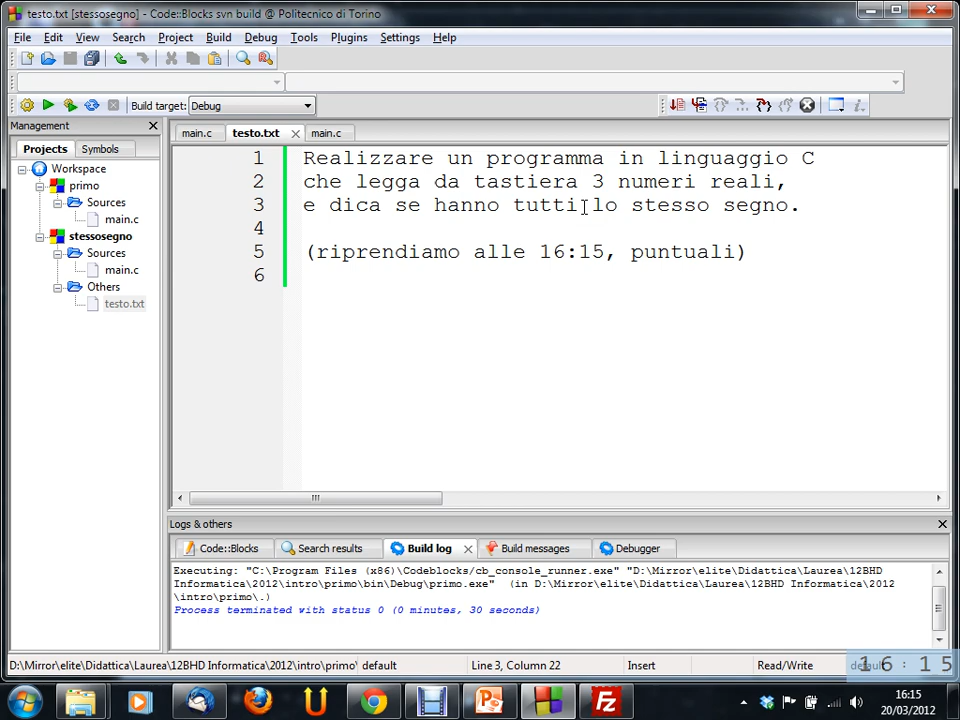 testo.txt [stessosegno] - Code::Blocks svn build @ Politecnico di Torino
File Edit View Search Project Build Debug Tools Plugins Settings Help
Build target: Debug
Management
main.c testo.txt main.c
Projects Symbols
Workspace
primo
Sources
main.c
stessosegno
Sources
main.c
Others
testo.txt
1 Realizzare un programma in linguaggio C
2 che legga da tastiera 3 numeri reali,
3 e dica se hanno tutti lo stesso segno.
4
5 (riprendiamo alle 16:15, puntuali)
6
Logs & others
Code::Blocks Search results Build log Build messages Debugger
Executing: "C:\Program Files (x86)\Codeblocks/cb_console_runner.exe" "D:\Mirror\elite\Didattica\Laurea\12BHD
Informatica\2012\intro\primo\bin\Debug\primo.exe"  (in D:\Mirror\elite\Didattica\Laurea\12BHD Informatica\2012
\intro\primo\.)
Process terminated with status 0 (0 minutes, 30 seconds)
D:\Mirror\elite\Didattica\Laurea\12BHD Informatica\2012\intro\primo\ default Line 3, Column 22 Insert Read/Write default
16:15
16:15
20/03/2012